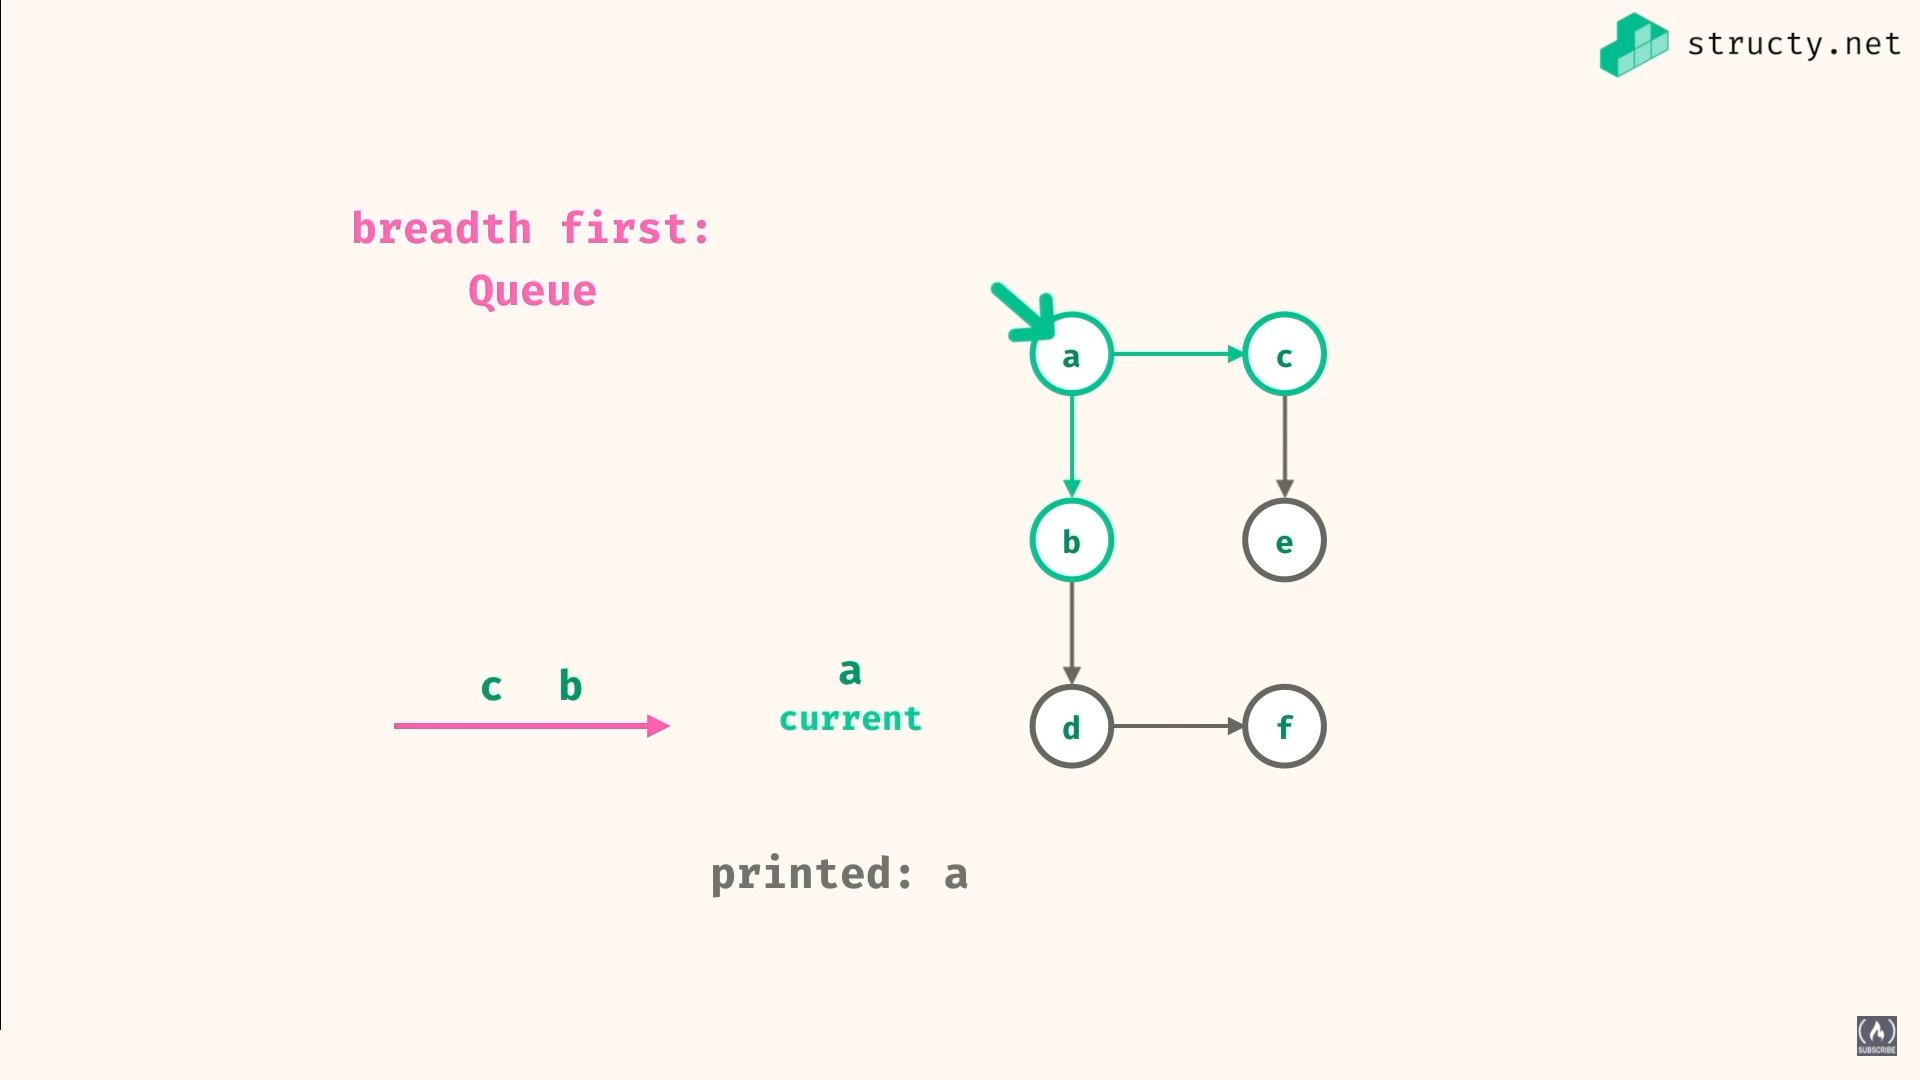 structy.net
breadth first:
Queue
a
c
b
e
c b
a
current
d
f
printed: a
SUBSCRIBE